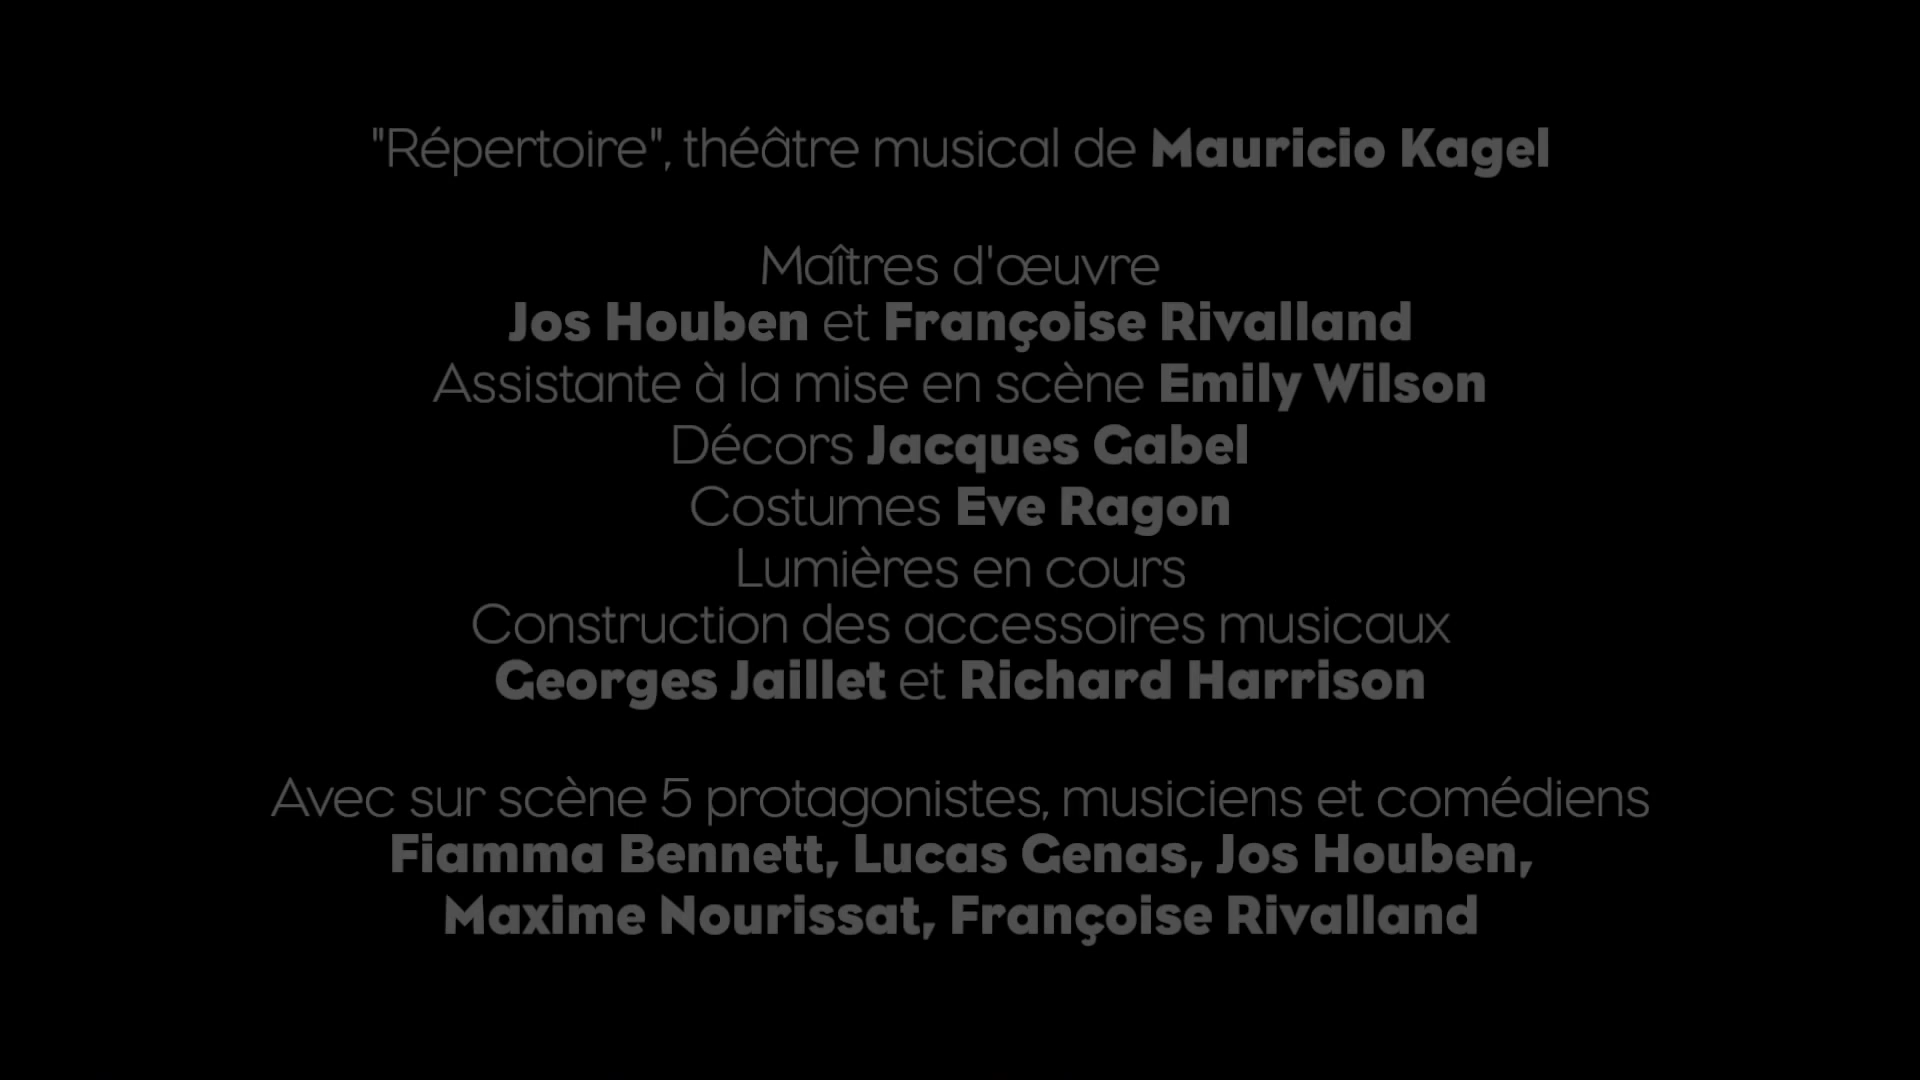 "Répertoire", théâtre musical de Mauricio Kagel
Maîtres d'œuvre
Jos Houben et Françoise Rivalland
Assistante à la mise en scène Emily Wilson
Décors Jacques Gabel
Costumes Eve Ragon
Lumières en cours
Construction des accessoires musicaux
Georges Jaillet et Richard Harrison
Avec sur scène 5 protagonistes, musiciens et comédiens
Fiamma Bennett, Lucas Genas, Jos Houben,
Maxime Nourissat, Françoise Rivalland